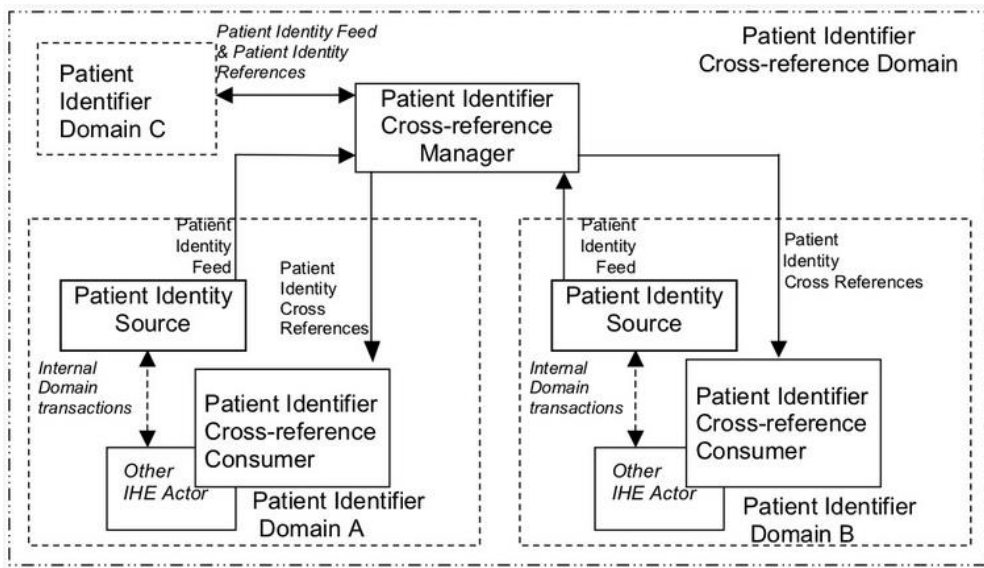 Patient Identity Feed
& Patient Identity
References
Patient Identifier
Cross-reference Domain
Patient
Identifier
Domain C
Patient Identifier
Cross-reference
Manager
Patient
Identity
Feed
Patient Identity
Source
Patient
Identity
Cross
References
Internal
Domain
transactions
Patient Identifier
Cross-reference
Consumer
Other
IHE Actor
Patient Identifier
Domain A
Patient
Identity
Feed
Patient Identity
Source
Patient
Identity
Cross References
Internal
Domain
transactions
Patient Identifier
Cross-reference
Consumer
Other
IHE Actor
Patient Identifier
Domain B